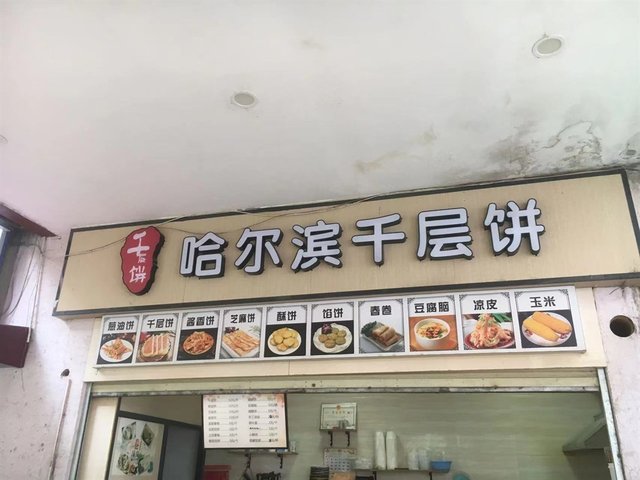 千层饼
哈尔滨千层饼
葱油饼 千层饼 酱香饼 芝麻饼 酥饼 馅饼 春卷 豆腐脑 凉皮 玉米